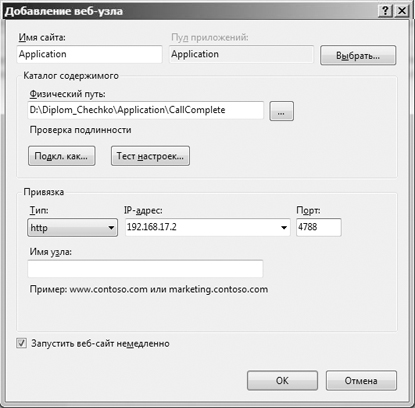 Добавление веб-узла
Имя сайта: Пул приложений:
Application Application Выбрать...
Каталог содержимого
Физический путь:
D:\Diplom_Chechko\Application\CallComplete ...
Проверка подлинности
Подкл. как... Тест настроек...
Привязка
Тип: IP-адрес: Порт:
http 192.168.17.2 4788
Имя узла:
Пример: www.contoso.com или marketing.contoso.com
Запустить веб-сайт немедленно
OK Отмена